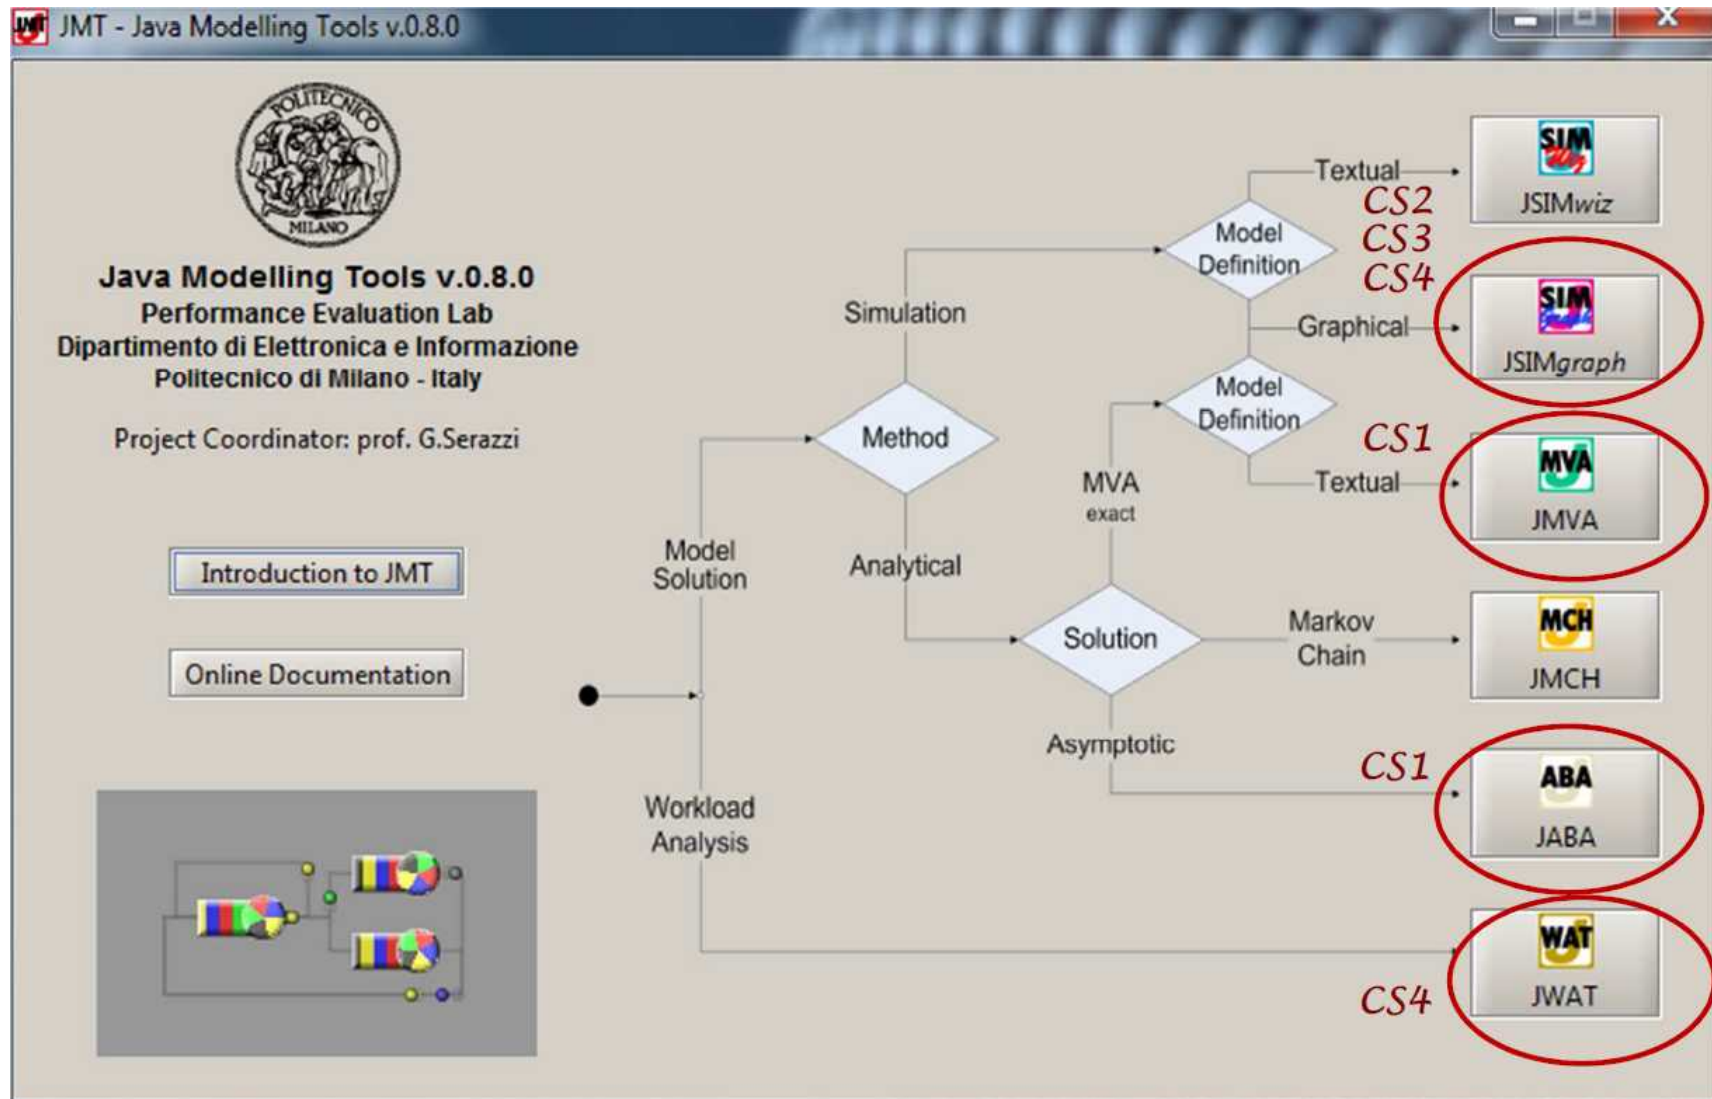 JMT - Java Modelling Tools v.0.8.0
POLITECNICO
MILANO
Java Modelling Tools v.0.8.0
Performance Evaluation Lab
Dipartimento di Elettronica e Informazione
Politecnico di Milano - Italy
Project Coordinator: prof. G.Serazzi
Introduction to JMT
Online Documentation
Model
Solution
Workload
Analysis
Method
Simulation
Analytical
Solution
MVA
exact
Markov
Chain
Asymptotic
Model
Definition
Textual
Graphical
Model
Definition
Textual
CS2
CS3
CS4
CS1
CS1
CS4
SIM
Wiz
JSIMwiz
SIM
Graph
JSIMgraph
MVA
JMVA
MCH
JMCH
ABA
JABA
WAT
JWAT